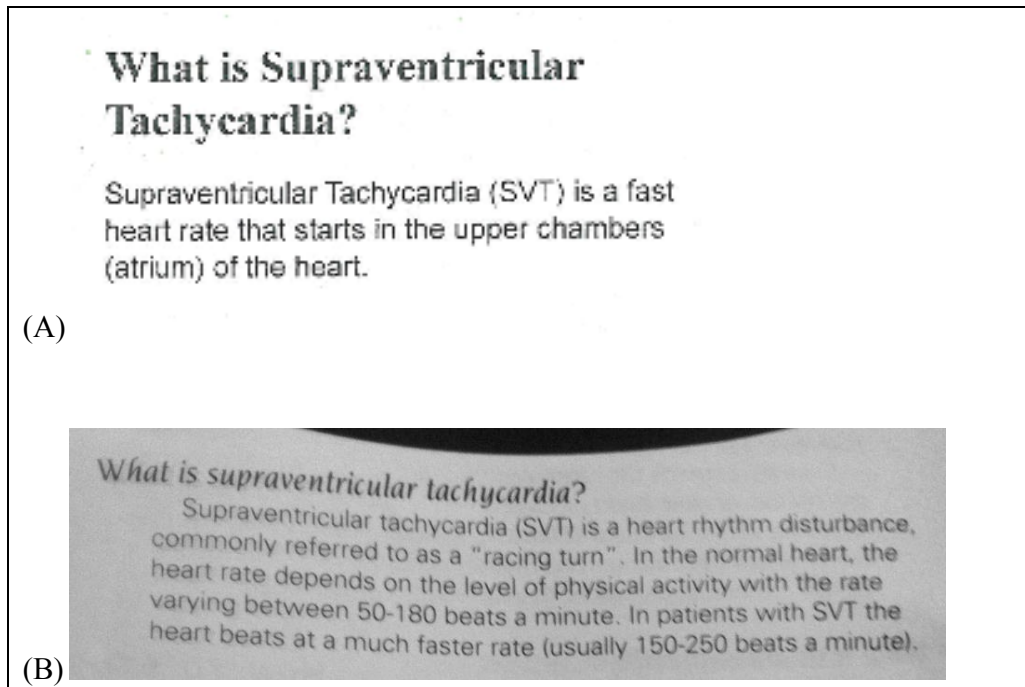 What is Supraventricular
Tachycardia?
Supraventricular Tachycardia (SVT) is a fast
heart rate that starts in the upper chambers
(atrium) of the heart.
(A)
What is supraventricular tachycardia?
Supraventricular tachycardia (SVT) is a heart rhythm disturbance,
commonly referred to as a "racing turn". In the normal heart, the
heart rate depends on the level of physical activity with the rate
varying between 50-180 beats a minute. In patients with SVT the
heart beats at a much faster rate (usually 150-250 beats a minute).
(B)